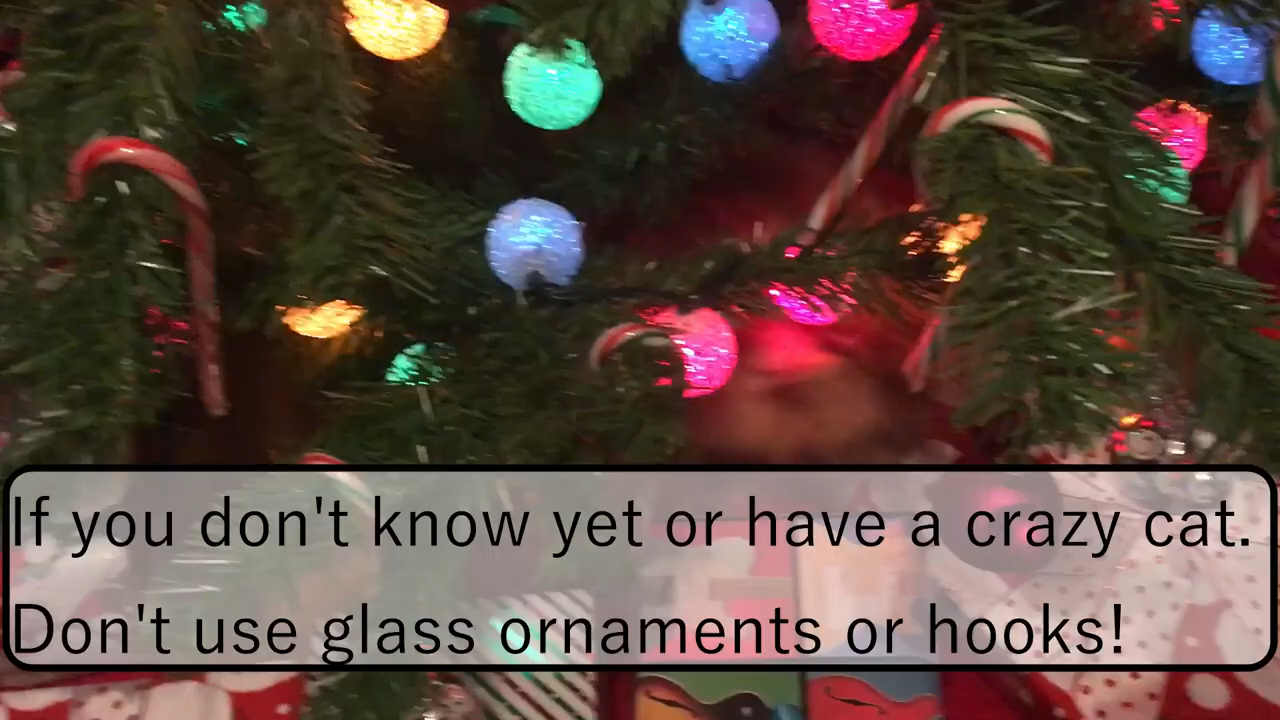 If you don't know yet or have a crazy cat.
Don't use glass ornaments or hooks!